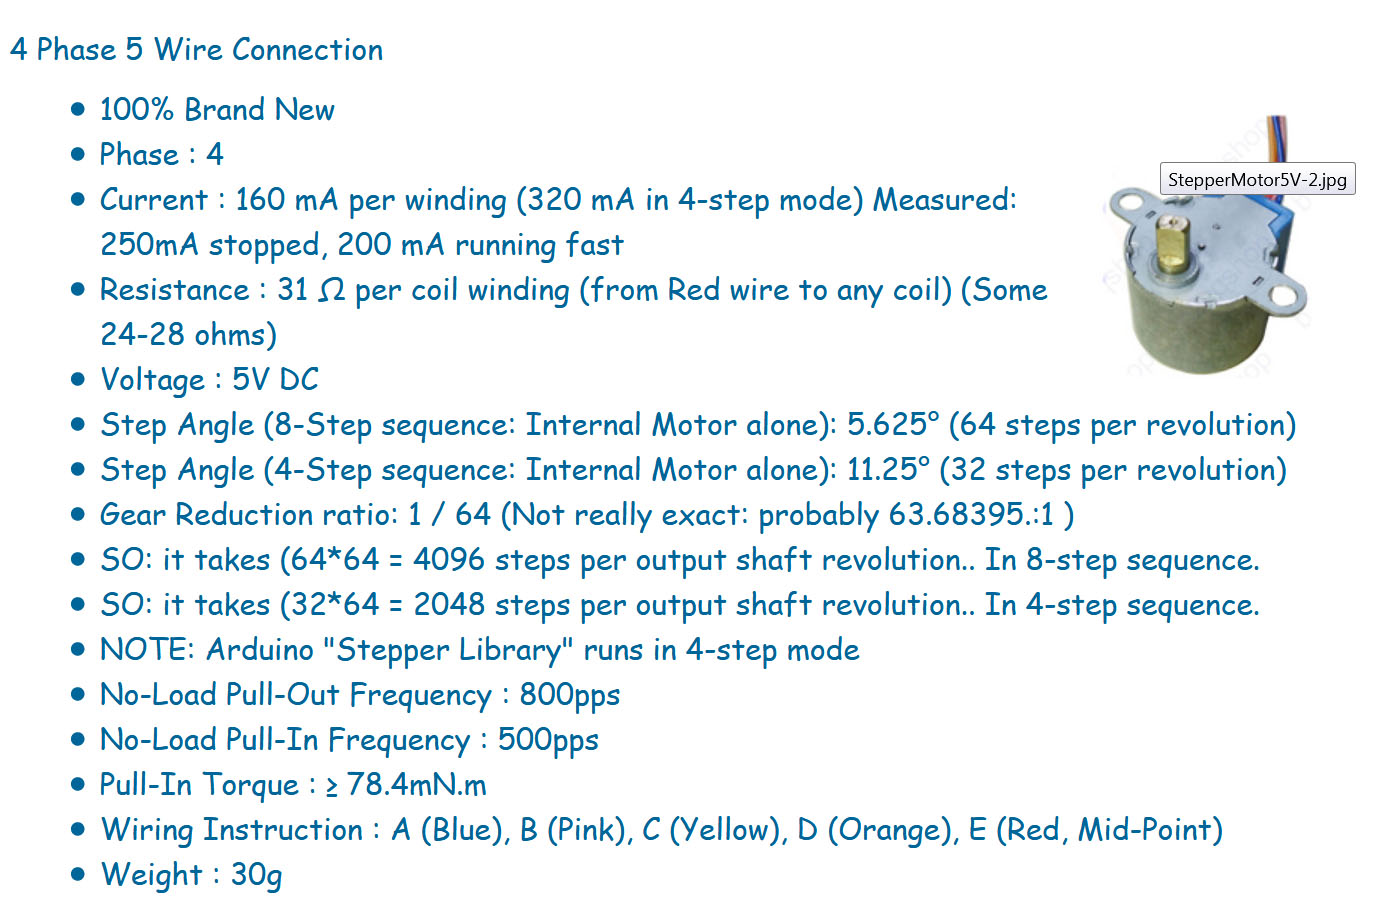 4 Phase 5 Wire Connection
100% Brand New
Phase : 4
Current : 160 mA per winding (320 mA in 4-step mode) Measured:
250mA stopped, 200 mA running fast
Resistance : 31 Ω per coil winding (from Red wire to any coil) (Some
24-28 ohms)
Voltage : 5V DC
StepperMotor5V-2.jpg
Step Angle (8-Step sequence: Internal Motor alone): 5.625° (64 steps per revolution)
Step Angle (4-Step sequence: Internal Motor alone): 11.25° (32 steps per revolution)
Gear Reduction ratio: 1 / 64 (Not really exact: probably 63.68395.:1 )
SO: it takes (64*64 = 4096 steps per output shaft revolution.. In 8-step sequence.
SO: it takes (32*64 = 2048 steps per output shaft revolution.. In 4-step sequence.
NOTE: Arduino "Stepper Library" runs in 4-step mode
No-Load Pull-Out Frequency : 800pps
No-Load Pull-In Frequency : 500pps
Pull-In Torque : ≥ 78.4mN.m
Wiring Instruction : A (Blue), B (Pink), C (Yellow), D (Orange), E (Red, Mid-Point)
Weight : 30g